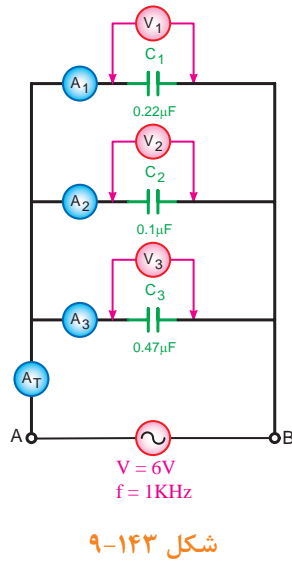 V₁
C₁
A₁
0.22μF
V₂
C₂
A₂
0.1μF
V₃
C₃
A₃
0.47μF
A_T
A B
V = 6V
f = 1KHz
شکل ۱۴۳-۹